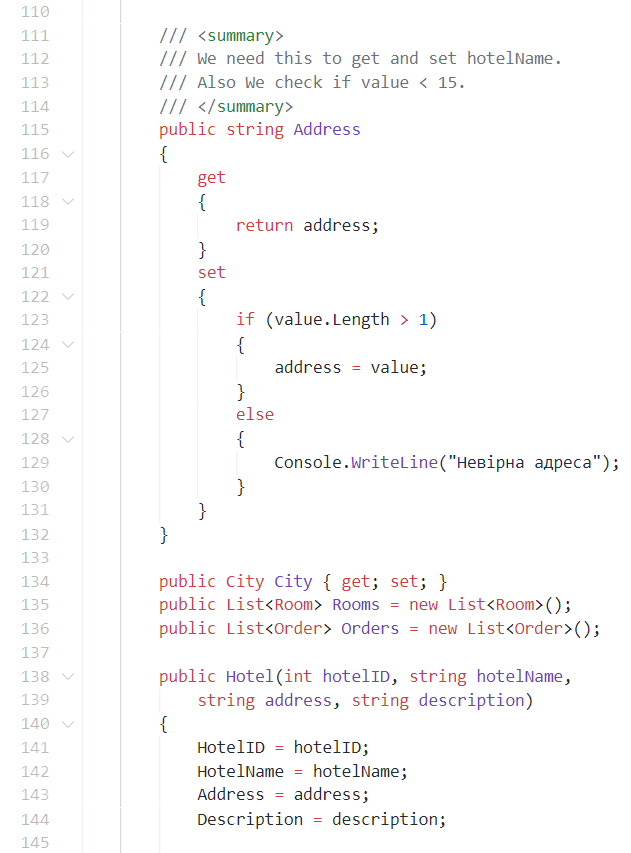 110
111 /// <summary>
112 /// We need this to get and set hotelName.
113 /// Also We check if value < 15.
114 /// </summary>
115 public string Address
116 {
117 get
118 {
119 return address;
120 }
121 set
122 {
123 if (value.Length > 1)
124 {
125 address = value;
126 }
127 else
128 {
129 Console.WriteLine("Невірна адреса");
130 }
131 }
132 }
133
134 public City City { get; set; }
135 public List<Room> Rooms = new List<Room>();
136 public List<Order> Orders = new List<Order>();
137
138 public Hotel(int hotelID, string hotelName,
139 string address, string description)
140 {
141 HotelID = hotelID;
142 HotelName = hotelName;
143 Address = address;
144 Description = description;
145